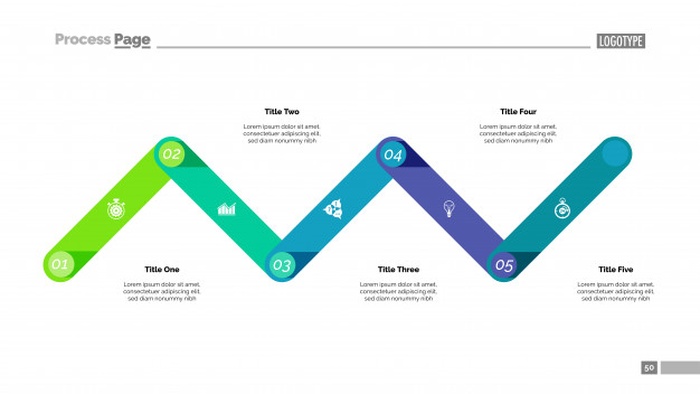 Process Page
LOGOTYPE
Title Two
Lorem ipsum dolor sit amet,
consectetuer adipiscing elit,
sed diam nonummy nibh
Title Four
Lorem ipsum dolor sit amet,
consectetuer adipiscing elit,
sed diam nonummy nibh
02
04
01
03
05
Title One
Lorem ipsum dolor sit amet,
consectetuer adipiscing elit,
sed diam nonummy nibh
Title Three
Lorem ipsum dolor sit amet,
consectetuer adipiscing elit,
sed diam nonummy nibh
Title Five
Lorem ipsum dolor sit amet,
consectetuer adipiscing elit,
sed diam nonummy nibh
50